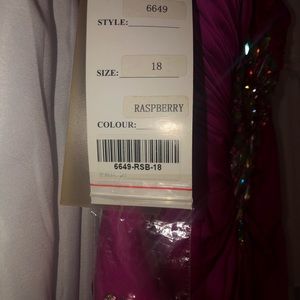 6649
STYLE:
SIZE: 18
RASPBERRY
COLOUR:
6649-RSB-18